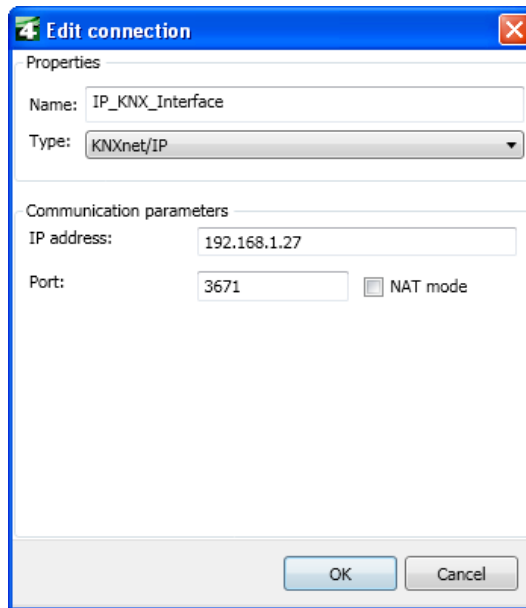 4 Edit connection
Properties
Name: IP_KNX_Interface
Type: KNXnet/IP
Communication parameters
IP address: 192.168.1.27
Port: 3671 NAT mode
OK Cancel